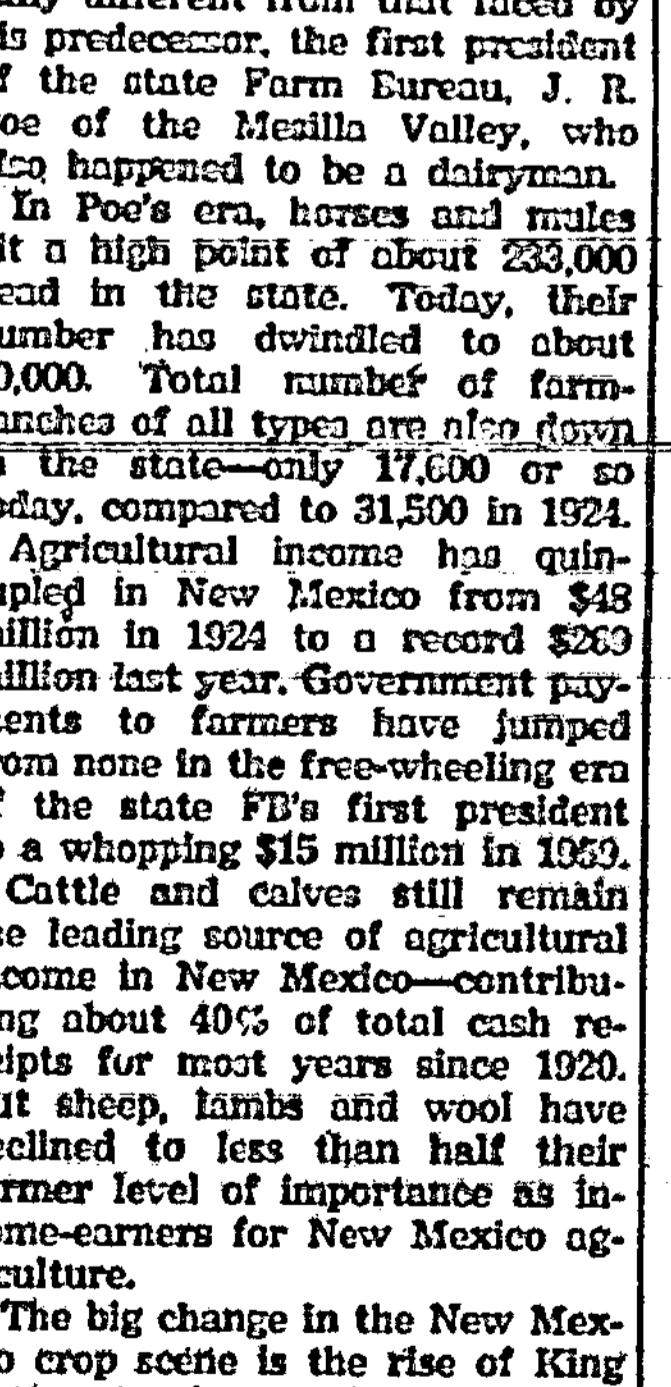 different from that faced by
is predecessor, the first president
f the state Farm Bureau, J. R.
oe of the Mesilla Valley, who
lso happened to be a dairyman.
In Poe's era, horses and mules
it a high point of about 233,000
ead in the state. Today, their
umber has dwindled to about
0,000. Total number of farm-
anches of all types are also down
the state—only 17,600 or so
oday, compared to 31,500 in 1924.
Agricultural income has quin-
upled in New Mexico from $48
illion in 1924 to a record $269
illion last year. Government pay-
ents to farmers have jumped
rom none in the free-wheeling era
f the state FB's first president
o a whopping $15 million in 1959.
Cattle and calves still remain
e leading source of agricultural
come in New Mexico—contribu-
ng about 40% of total cash re-
eipts for most years since 1920.
ut sheep, lambs and wool have
eclined to less than half their
rmer level of importance as in-
ome-earners for New Mexico ag-
culture.
The big change in the New Mex-
o crop scene is the rise of King